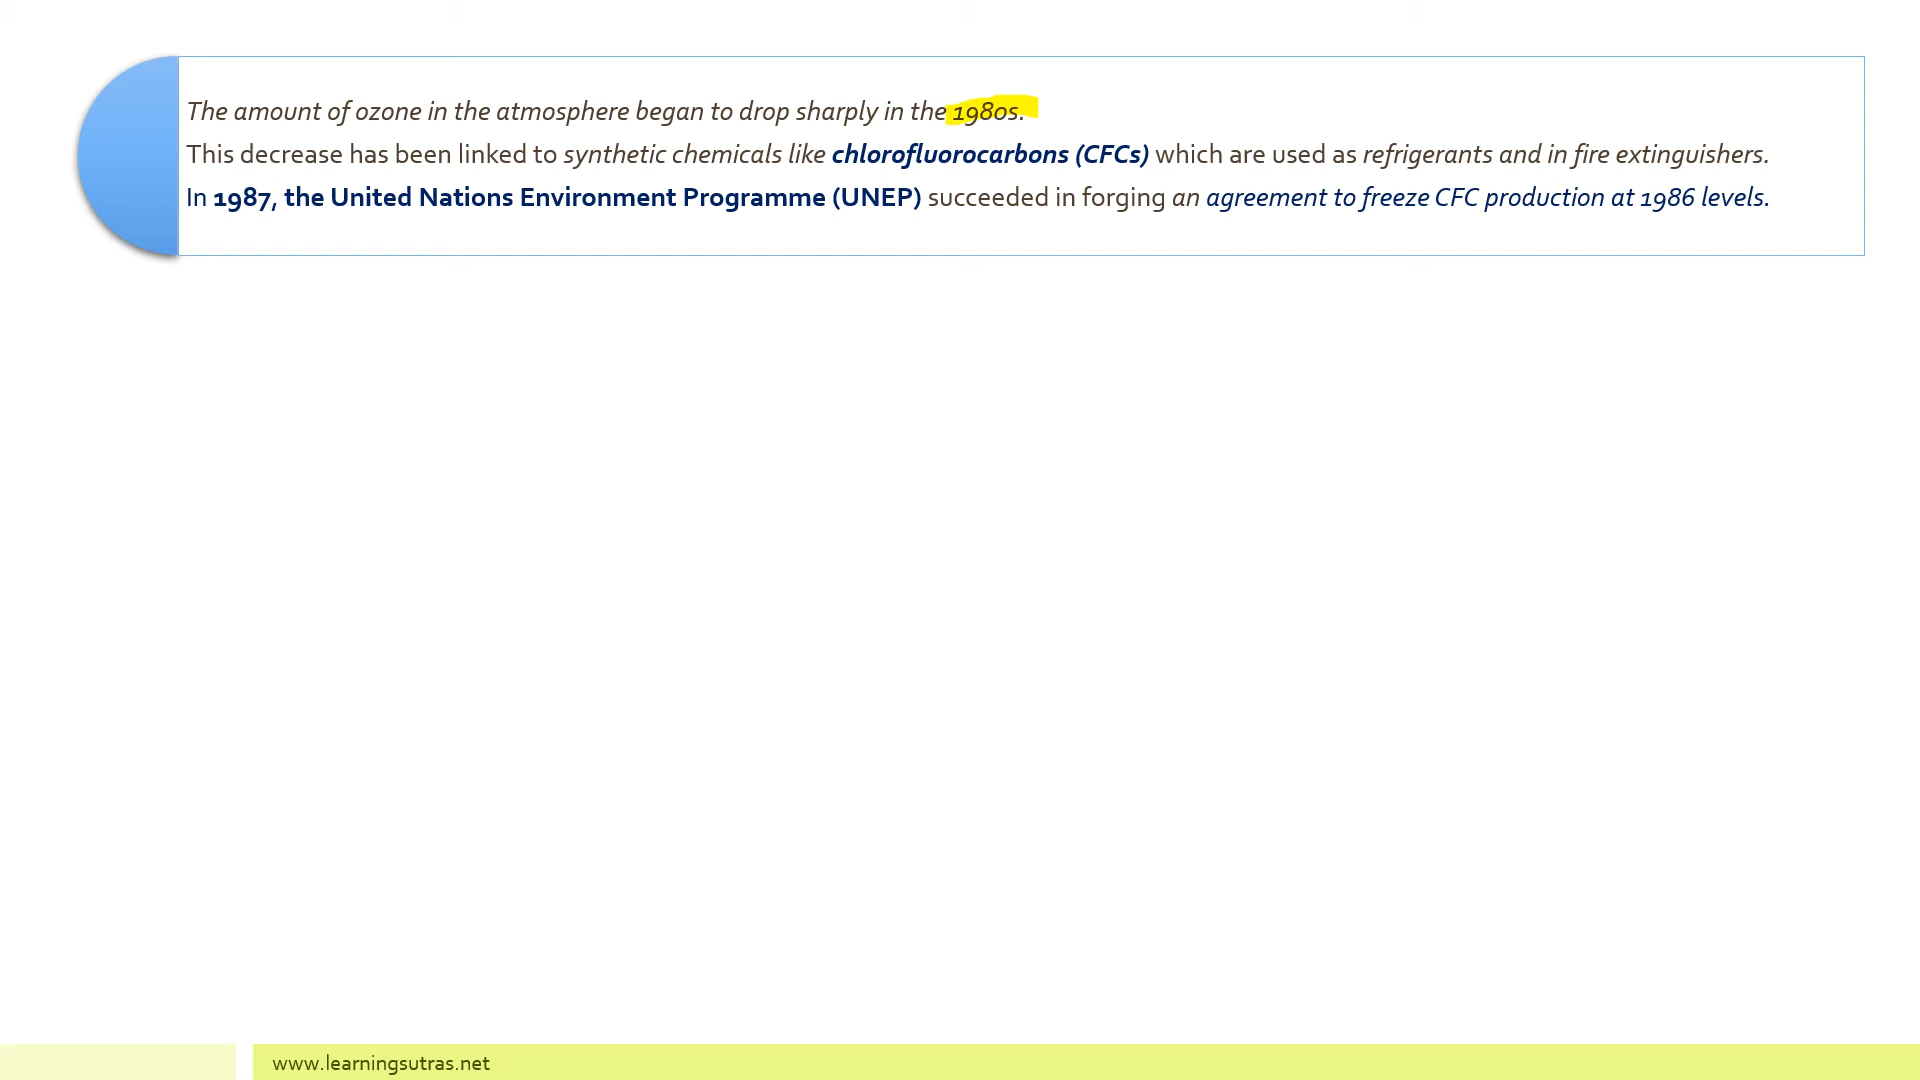 The amount of ozone in the atmosphere began to drop sharply in the 1980s.
This decrease has been linked to synthetic chemicals like chlorofluorocarbons (CFCs) which are used as refrigerants and in fire extinguishers.
In 1987, the United Nations Environment Programme (UNEP) succeeded in forging an agreement to freeze CFC production at 1986 levels.
www.learningsutras.net